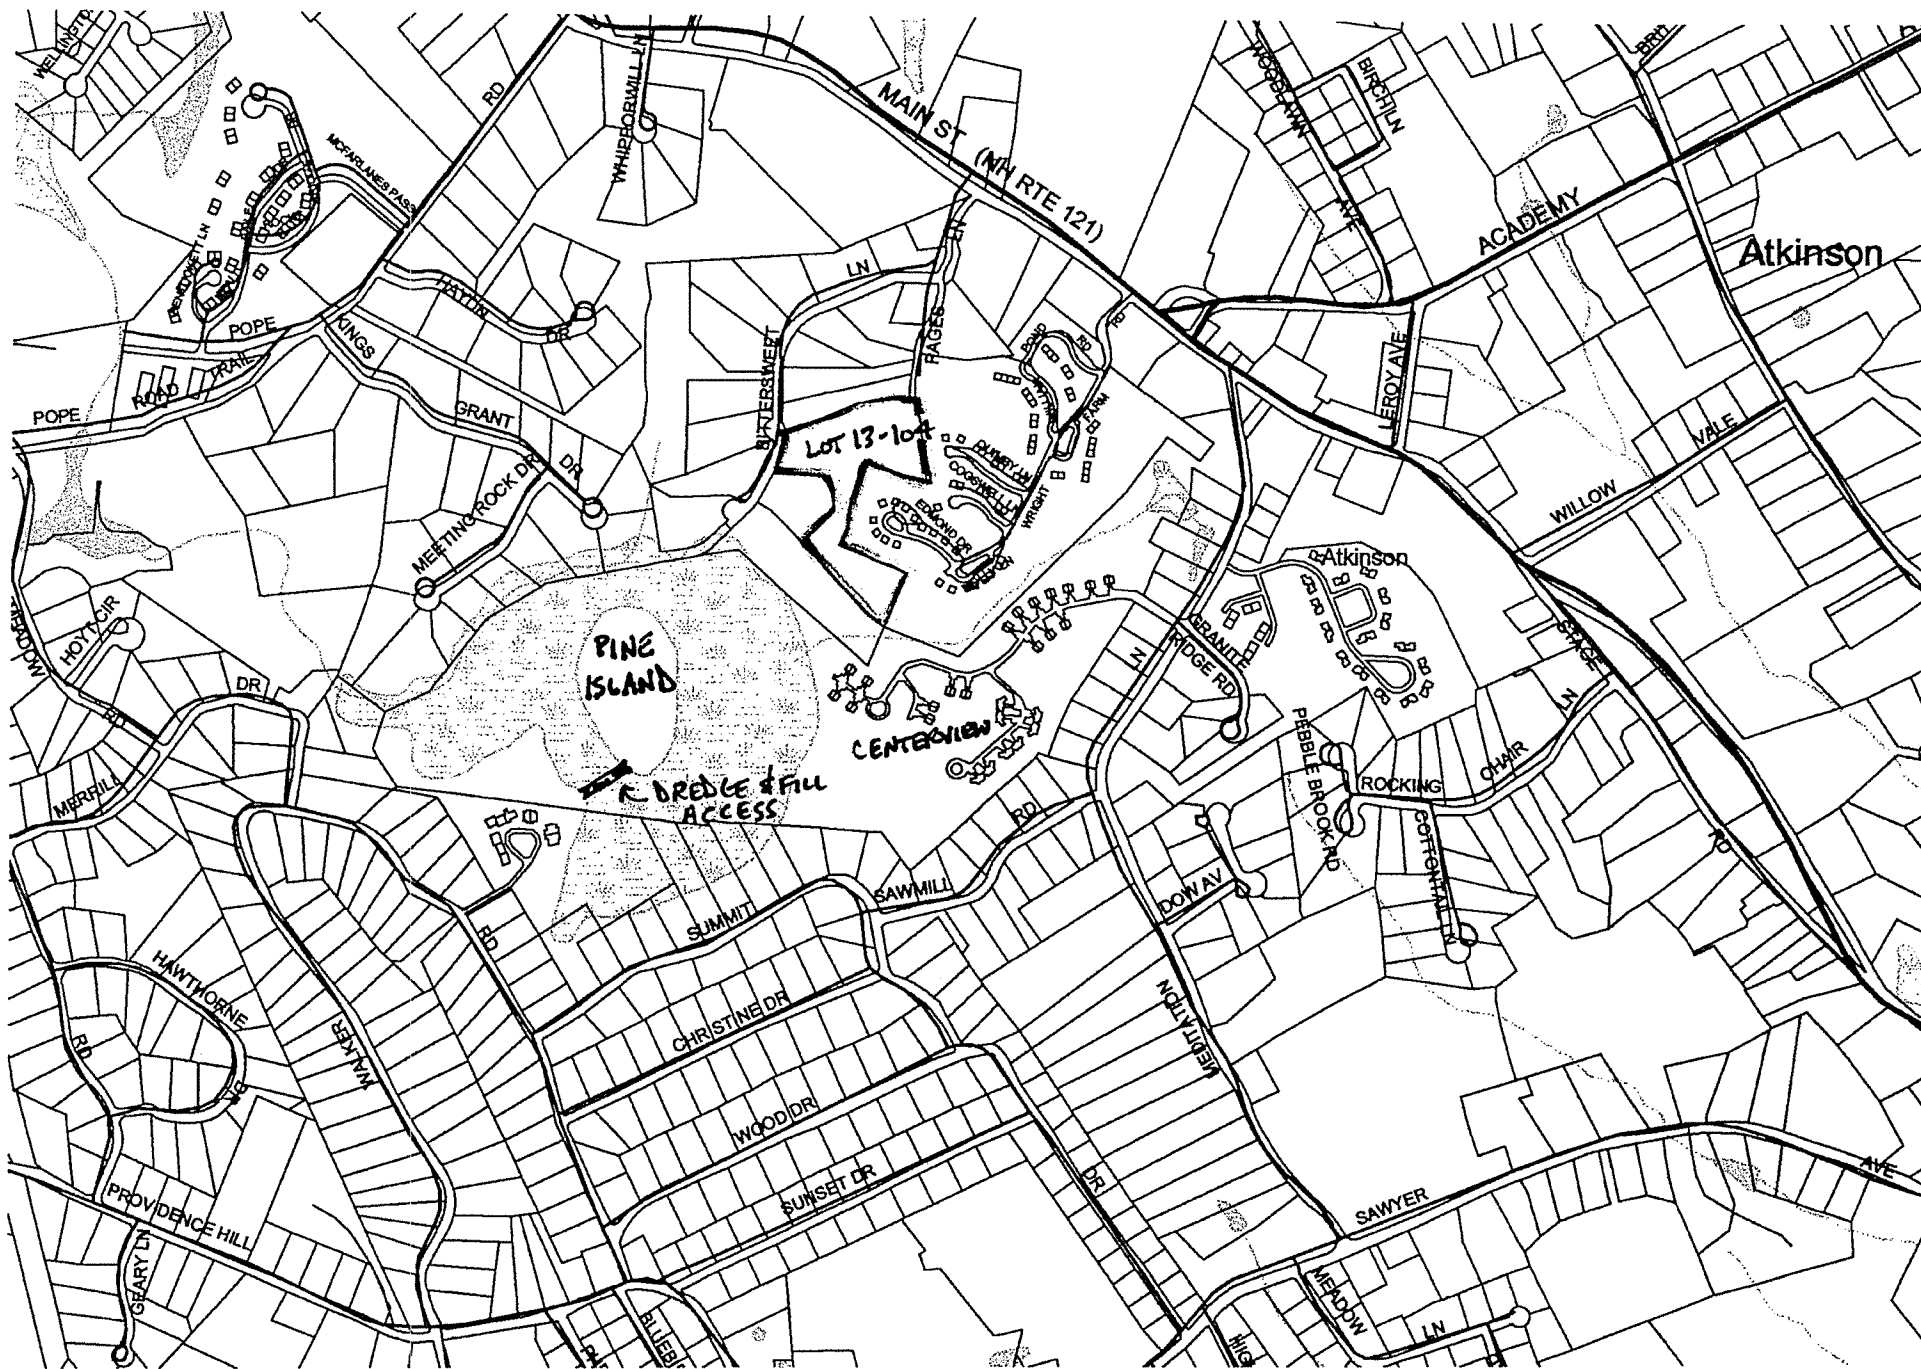 WHIPPORWILL LN
RD
MAIN ST
(NH RTE 121)
WOODLAWN
AVE
BIRCH LN
ACADEMY
Atkinson
MCFARLANES PASS
HAYDN
DR
POPE
TRAIL
ROAD
POPE
KINGS
GRANT
DR
MEETING ROCK DR
BITTERSWEET
LN
PAGES
LN
LOT 13-104
POND
RD
RD
FARM
WRIGHT
COGSWELL LN
EDMOND DR
LEROY AVE
VALE
WILLOW
Atkinson
STAGE
RD
HOYT CIR
MEADOW
RD
DR
MERRILL
PINE
ISLAND
CENTERVIEW
DREDGE & FILL
ACCESS
LN
GRANITE
RIDGE RD
PEBBLE BROOK RD
ROCKING
CHAIR
LN
COTTONTAIL LN
DOW AV
RD
SAWMILL
SUMMIT
RD
CHRISTINE DR
WOOD DR
SUNSET DR
DR
MEDITATION
HAWTHORNE
RD
WALKER
PROVIDENCE HILL
GEARY LN
SAWYER
AVE
MEADOW
LN